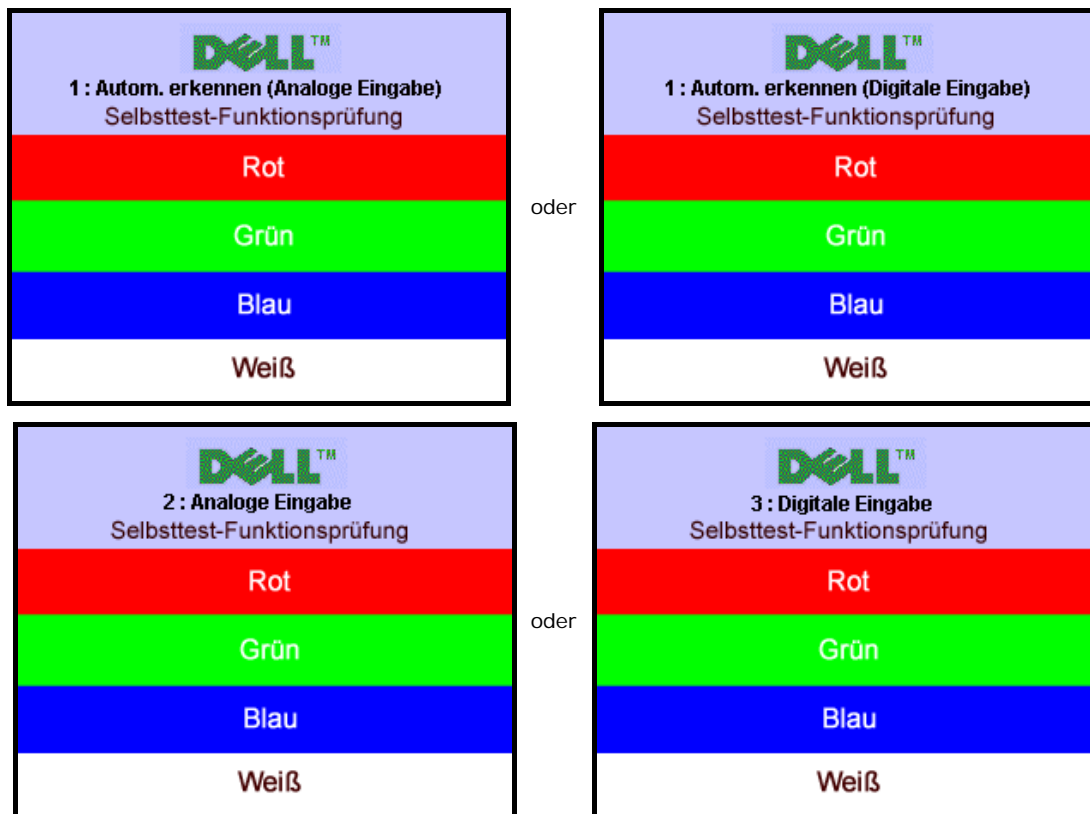 DELL™
1 : Autom. erkennen (Analoge Eingabe)
Selbsttest-Funktionsprüfung
Rot
Grün
Blau
Weiß
oder
DELL™
1 : Autom. erkennen (Digitale Eingabe)
Selbsttest-Funktionsprüfung
Rot
Grün
Blau
Weiß
DELL™
2 : Analoge Eingabe
Selbsttest-Funktionsprüfung
Rot
Grün
Blau
Weiß
oder
DELL™
3 : Digitale Eingabe
Selbsttest-Funktionsprüfung
Rot
Grün
Blau
Weiß